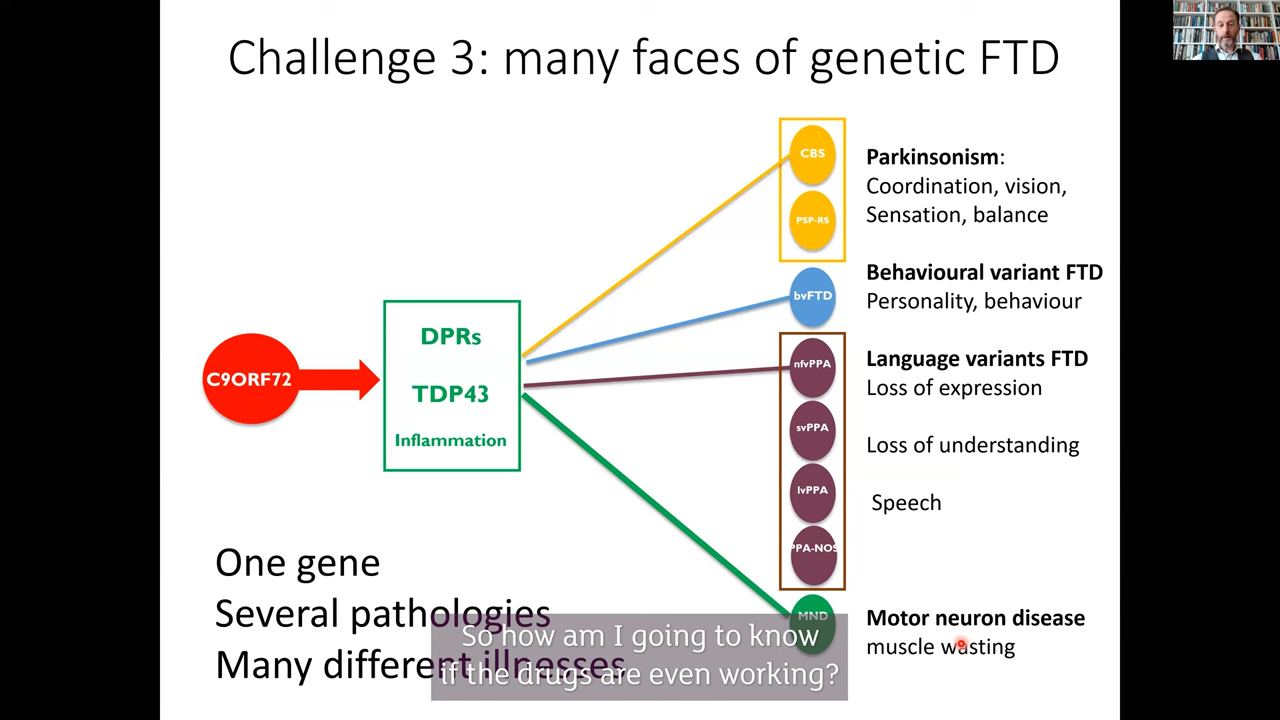 Challenge 3: many faces of genetic FTD
C9ORF72
DPRs
TDP43
Inflammation
CBS
PSP-RS
bvFTD
nfvPPA
svPPA
lvPPA
PPA-NOS
MND
Parkinsonism:
Coordination, vision,
Sensation, balance
Behavioural variant FTD
Personality, behaviour
Language variants FTD
Loss of expression
Loss of understanding
Speech
Motor neuron disease
muscle wasting
One gene
Several pathologies
Many different illnesses
So how am I going to know
if the drugs are even working?